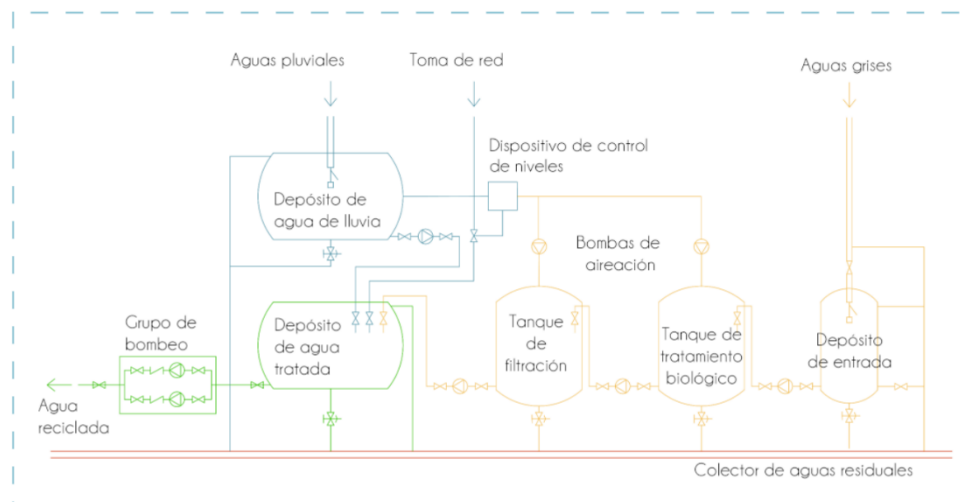 Aguas pluviales
Toma de red
Aguas grises
Dispositivo de control
de niveles
Depósito de
agua de lluvia
Bombas de
aireación
Grupo de
bombeo
Depósito
de agua
tratada
Tanque
de
filtración
Tanque de
tratamiento
biológico
Depósito
de entrada
Agua
reciclada
Colector de aguas residuales